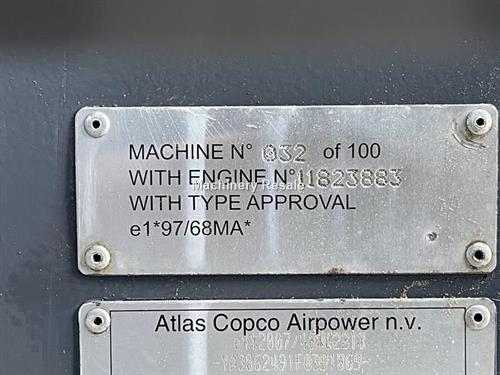 MACHINE N° 032 of 100
WITH ENGINE N° 11823883
Machinery Resale
WITH TYPE APPROVAL
e1*97/68MA*
Atlas Copco Airpower n.v.